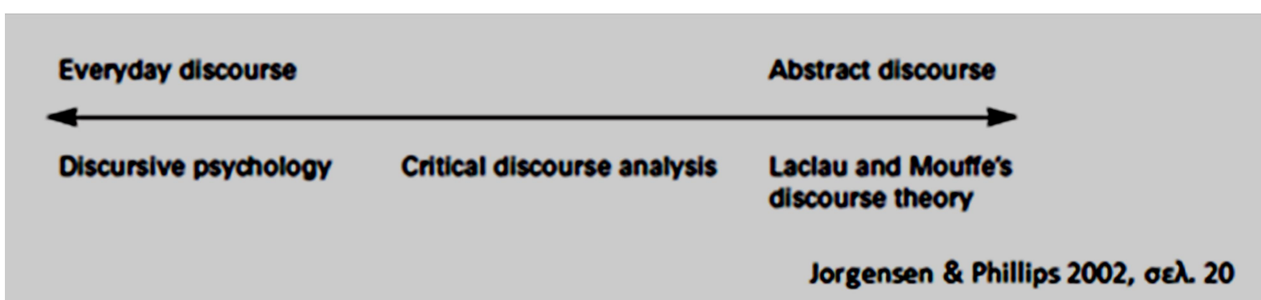 Everyday discourse
Abstract discourse
Discursive psychology
Critical discourse analysis
Laclau and Mouffe's
discourse theory
Jorgensen & Phillips 2002, σελ. 20